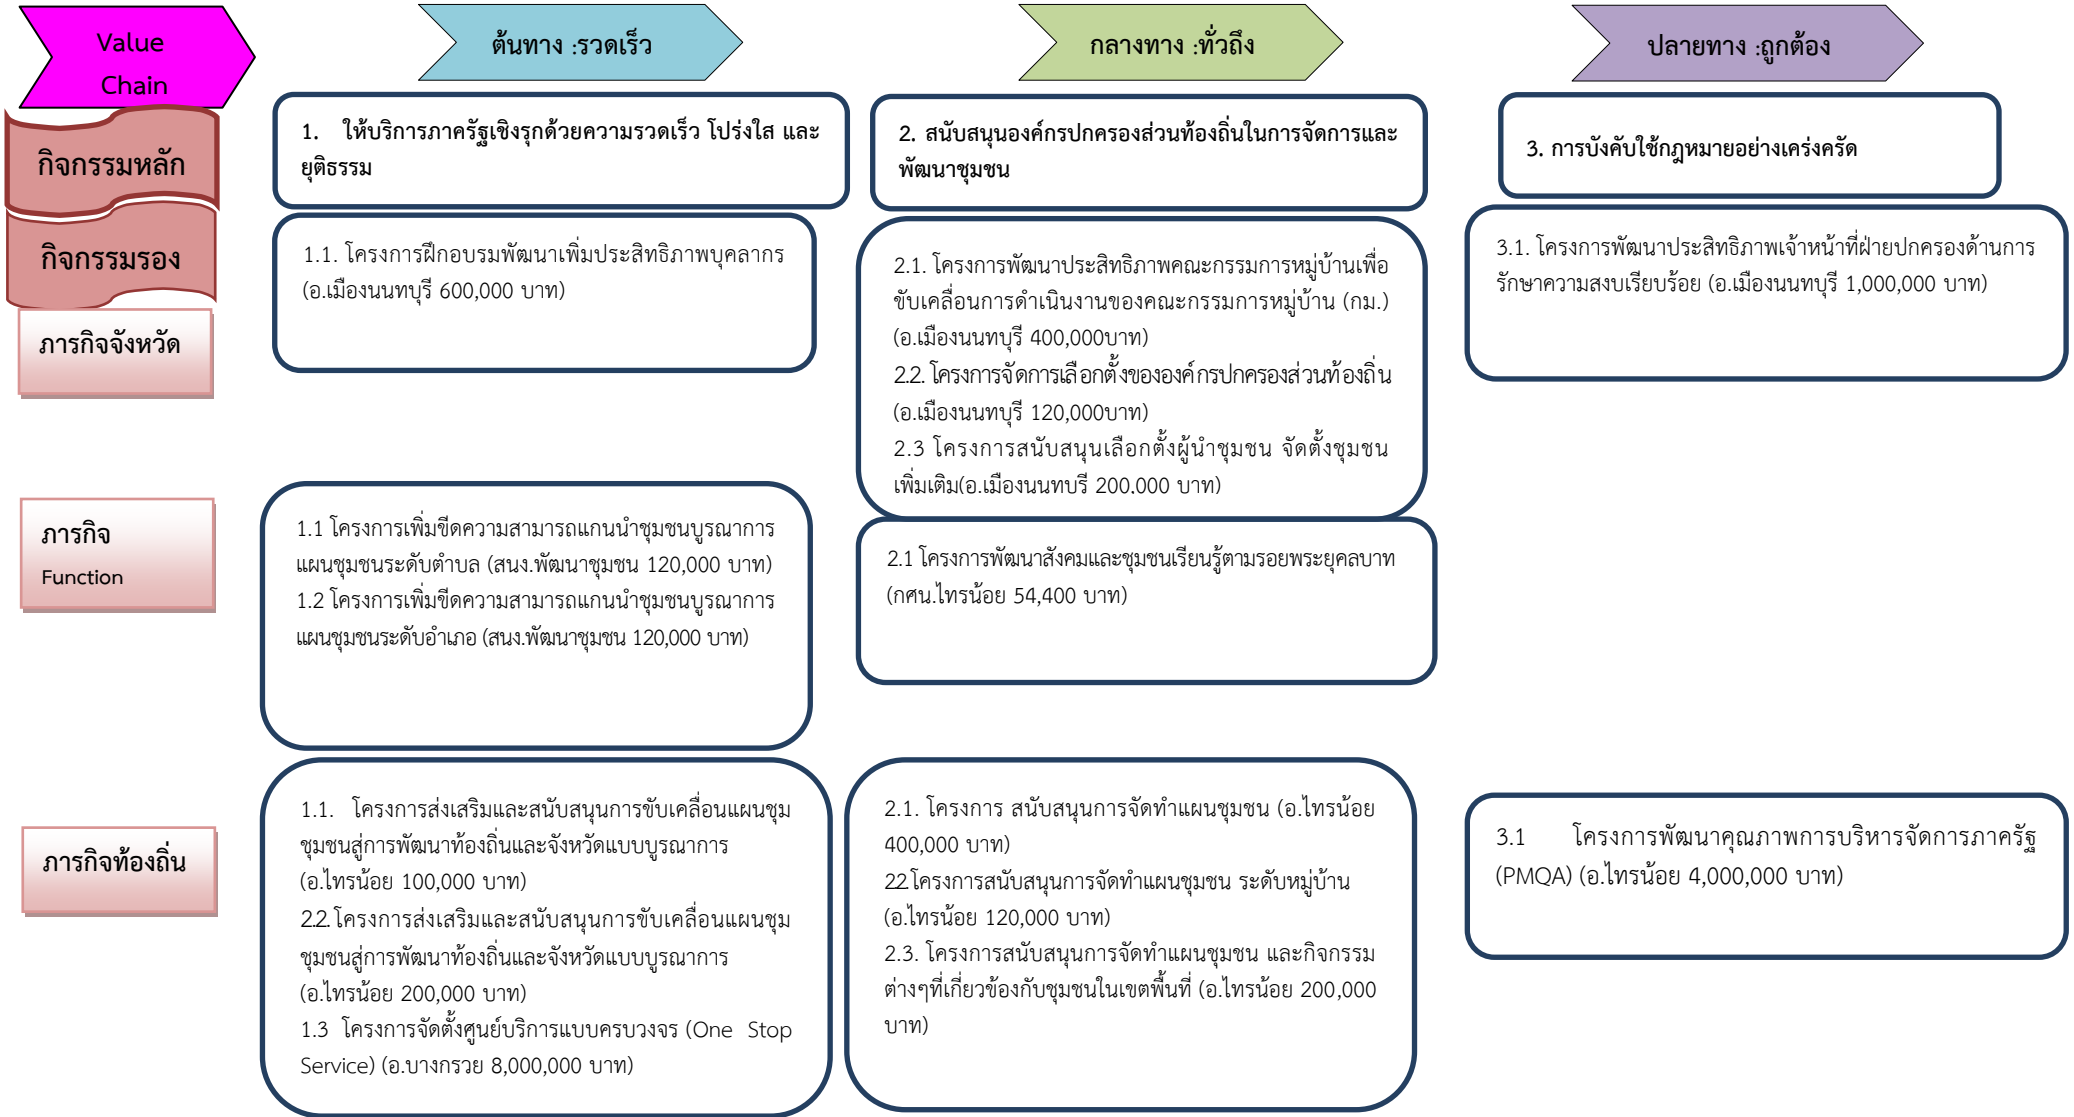 Value
Chain
ต้นทาง :รวดเร็ว
กลางทาง :ทั่วถึง
ปลายทาง :ถูกต้อง
กิจกรรมหลัก
1. ให้บริการภาครัฐเชิงรุกด้วยความรวดเร็ว โปร่งใส และ
ยุติธรรม
2. สนับสนุนองค์กรปกครองส่วนท้องถิ่นในการจัดการและ
พัฒนาชุมชน
3. การบังคับใช้กฎหมายอย่างเคร่งครัด
กิจกรรมรอง
ภารกิจจังหวัด
1.1. โครงการฝึกอบรมพัฒนาเพิ่มประสิทธิภาพบุคลากร
(อ.เมืองนนทบุรี 600,000 บาท)
2.1. โครงการพัฒนาประสิทธิภาพคณะกรรมการหมู่บ้านเพื่อ
ขับเคลื่อนการดำเนินงานของคณะกรรมการหมู่บ้าน (กม.)
(อ.เมืองนนทบุรี 400,000บาท)
2.2. โครงการจัดการเลือกตั้งขององค์กรปกครองส่วนท้องถิ่น
(อ.เมืองนนทบุรี 120,000บาท)
2.3 โครงการสนับสนุนเลือกตั้งผู้นำชุมชน จัดตั้งชุมชน
เพิ่มเติม(อ.เมืองนนทบุรี 200,000 บาท)
3.1. โครงการพัฒนาประสิทธิภาพเจ้าหน้าที่ฝ่ายปกครองด้านการ
รักษาความสงบเรียบร้อย (อ.เมืองนนทบุรี 1,000,000 บาท)
ภารกิจ
Function
1.1 โครงการเพิ่มขีดความสามารถแกนนำชุมชนบูรณาการ
แผนชุมชนระดับตำบล (สนง.พัฒนาชุมชน 120,000 บาท)
1.2 โครงการเพิ่มขีดความสามารถแกนนำชุมชนบูรณาการ
แผนชุมชนระดับอำเภอ (สนง.พัฒนาชุมชน 120,000 บาท)
2.1 โครงการพัฒนาสังคมและชุมชนเรียนรู้ตามรอยพระยุคลบาท
(กศน.ไทรน้อย 54,400 บาท)
ภารกิจท้องถิ่น
1.1. โครงการส่งเสริมและสนับสนุนการขับเคลื่อนแผนชุม
ชุมชนสู่การพัฒนาท้องถิ่นและจังหวัดแบบบูรณาการ
(อ.ไทรน้อย 100,000 บาท)
2.2. โครงการส่งเสริมและสนับสนุนการขับเคลื่อนแผนชุม
ชุมชนสู่การพัฒนาท้องถิ่นและจังหวัดแบบบูรณาการ
(อ.ไทรน้อย 200,000 บาท)
1.3 โครงการจัดตั้งศูนย์บริการแบบครบวงจร (One Stop
Service) (อ.บางกรวย 8,000,000 บาท)
2.1. โครงการ สนับสนุนการจัดทำแผนชุมชน (อ.ไทรน้อย
400,000 บาท)
2.2.โครงการสนับสนุนการจัดทำแผนชุมชน ระดับหมู่บ้าน
(อ.ไทรน้อย 120,000 บาท)
2.3. โครงการสนับสนุนการจัดทำแผนชุมชน และกิจกรรม
ต่างๆที่เกี่ยวข้องกับชุมชนในเขตพื้นที่ (อ.ไทรน้อย 200,000
บาท)
3.1 โครงการพัฒนาคุณภาพการบริหารจัดการภาครัฐ
(PMQA) (อ.ไทรน้อย 4,000,000 บาท)